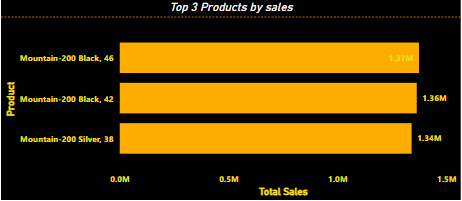 Top 3 Products by sales
Product
Mountain-200 Black, 46
1.37M
Mountain-200 Black, 42
1.36M
Mountain-200 Silver, 38
1.34M
0.0M 0.5M 1.0M 1.5M
Total Sales